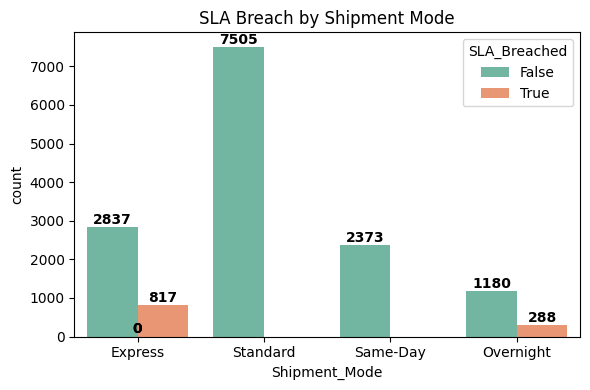 SLA Breach by Shipment Mode
SLA_Breached
False
True
count
7000
6000
5000
4000
3000
2000
1000
0
2837
817
0
7505
2373
1180
288
Express
Standard
Same-Day
Overnight
Shipment_Mode